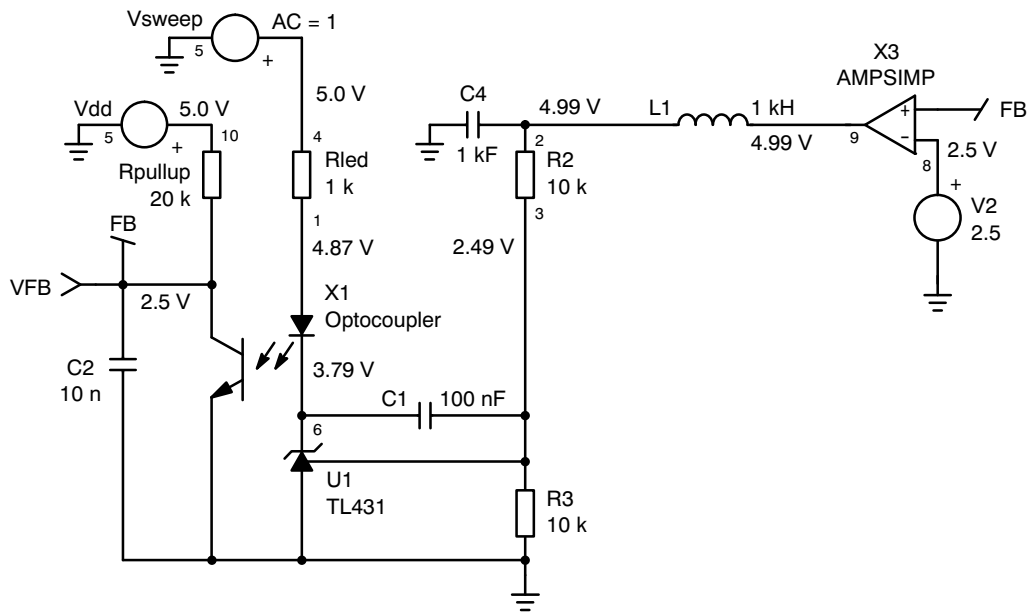 Vsweep
AC = 1
5
+
X3
AMPSIMP
Vdd
5.0 V
5
+
10
5.0 V
C4
4.99 V
L1
1 kH
+
FB
1 kF
4.99 V
9
−
2.5 V
8
4
2
Rpullup
20 k
Rled
1 k
R2
10 k
+
V2
2.5
1
3
FB
4.87 V
2.49 V
VFB
2.5 V
X1
Optocoupler
C2
10 n
3.79 V
C1
100 nF
6
U1
TL431
R3
10 k